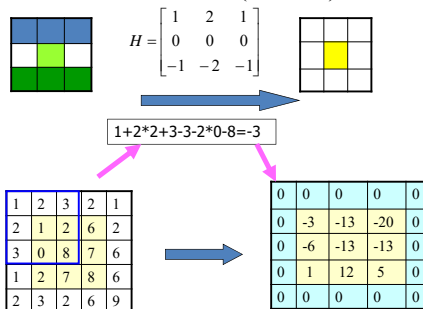 H = [ 1 2 1
0 0 0
-1 -2 -1 ]
1+2*2+3-3-2*0-8=-3
1 2 3 2 1
2 1 2 6 2
3 0 8 7 6
1 2 7 8 6
2 3 2 6 9
0 0 0 0 0
0 -3 -13 -20 0
0 -6 -13 -13 0
0 1 12 5 0
0 0 0 0 0